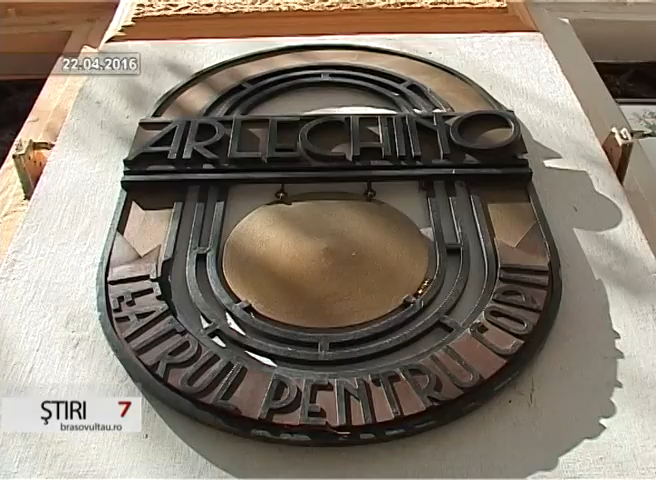 22.04.2016
ARLECHINO
TEATRUL PENTRU COPII
ŞTIRI 7
brasovultau.ro